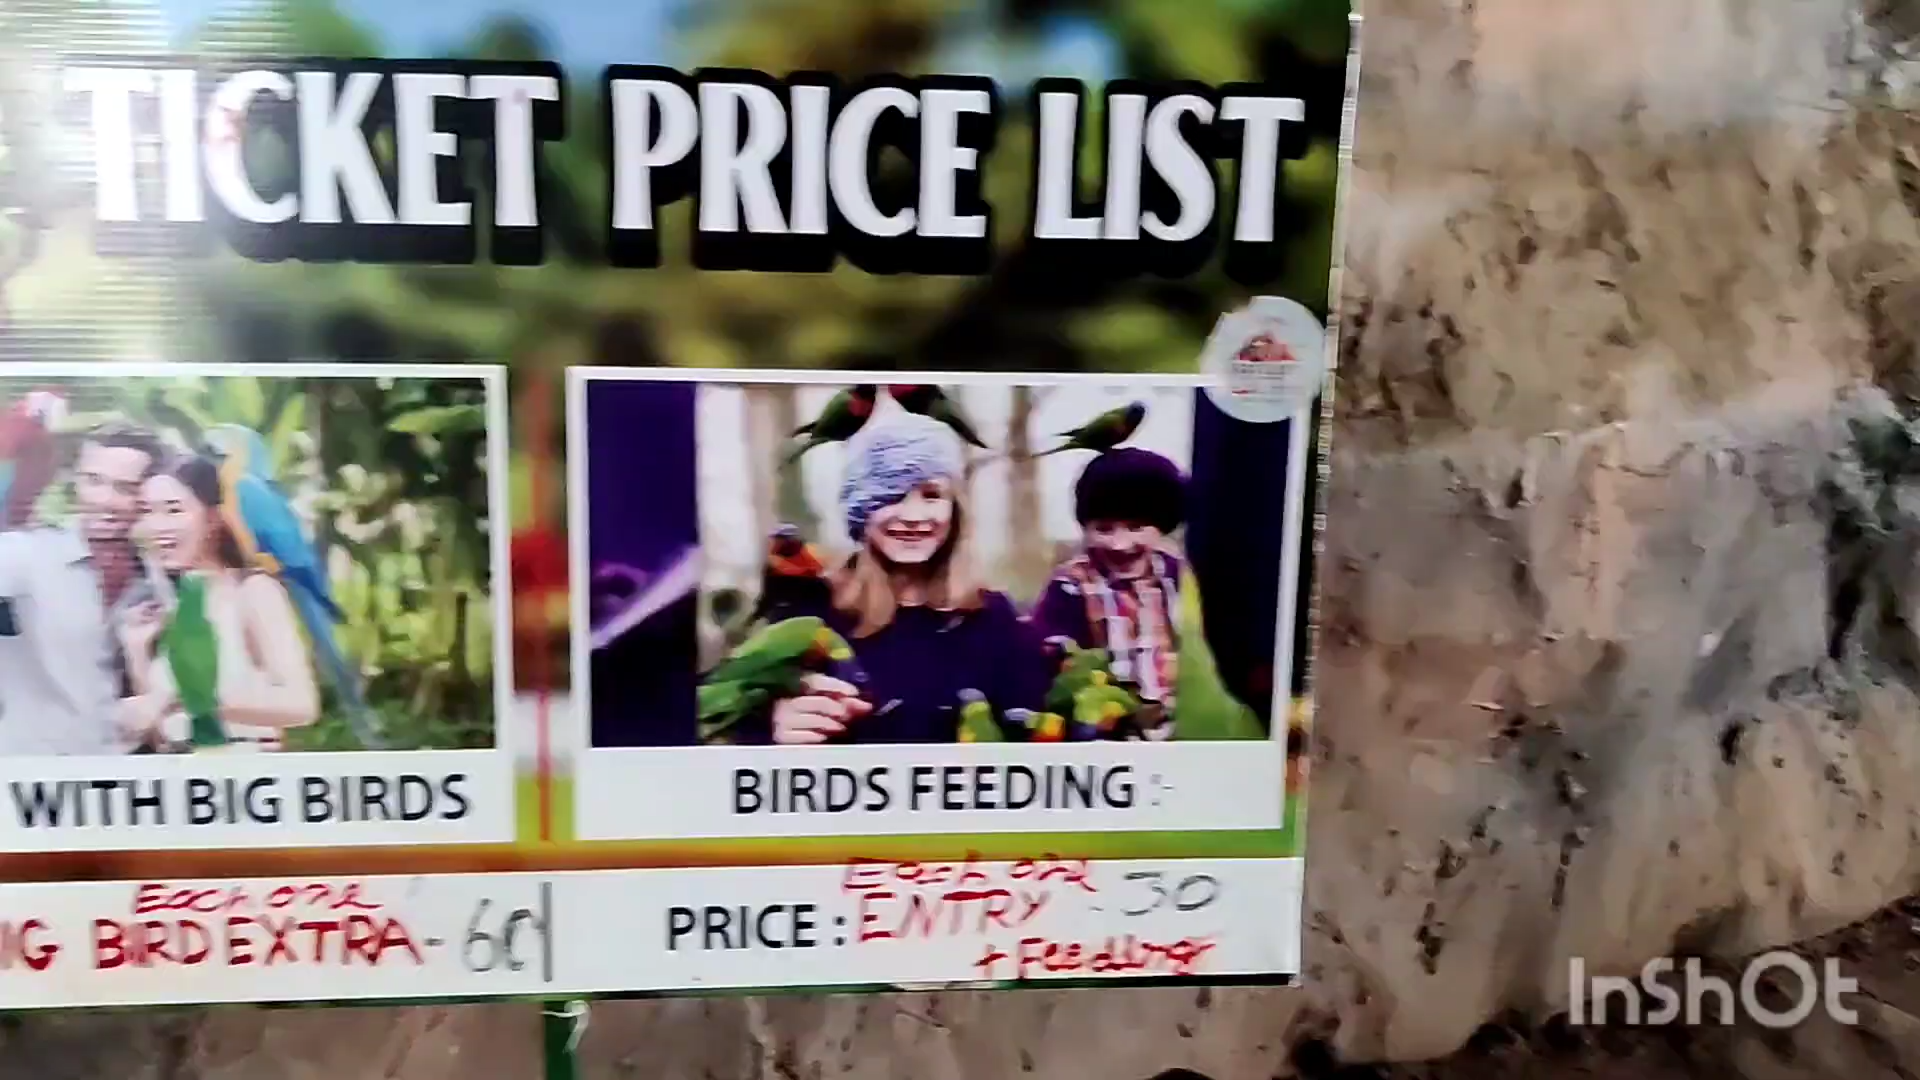 TICKET PRICE LIST
WITH BIG BIRDS
BIRDS FEEDING :-
Each one
IG BIRD EXTRA - 60
Each one
PRICE : ENTRY - 30
+ Feeding
InShOt